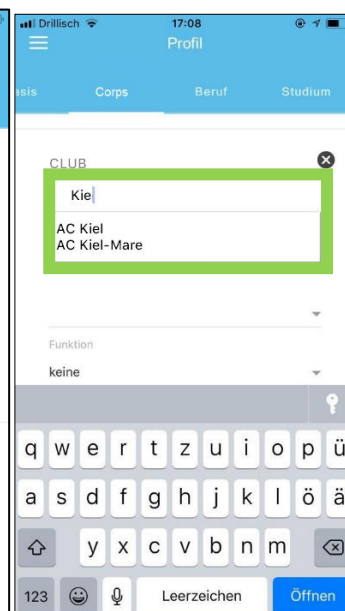 Drillisch 17:08
Profil
asis Corps Beruf Studium
CLUB
Kie
AC Kiel
AC Kiel-Mare
Funktion
keine
q w e r t z u i o p ü
a s d f g h j k l ö ä
y x c v b n m
123 Leerzeichen Öffnen